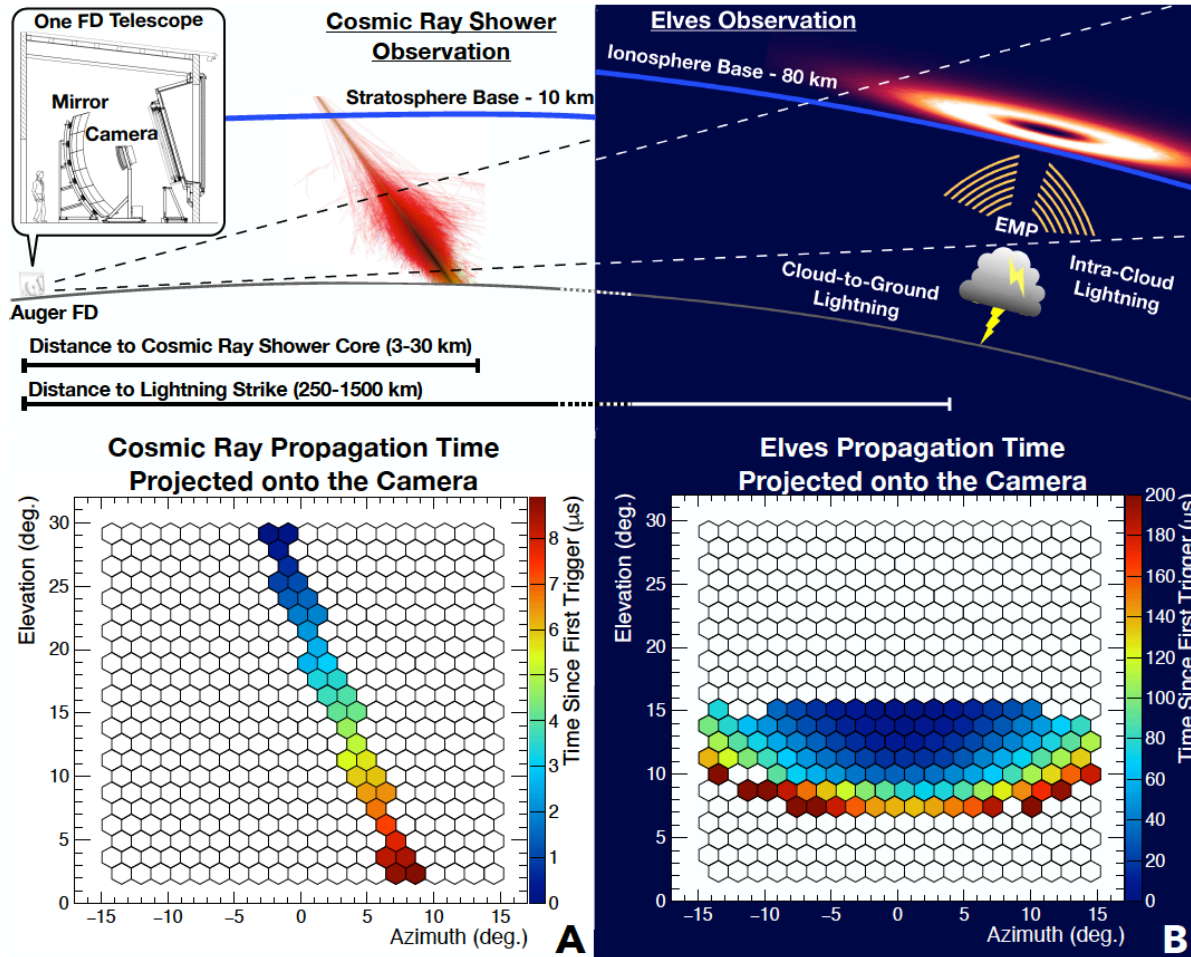 One FD Telescope
Mirror
Camera
Cosmic Ray Shower
Observation
Stratosphere Base - 10 km
Auger FD
Distance to Cosmic Ray Shower Core (3-30 km)
Distance to Lightning Strike (250-1500 km)
Elves Observation
Ionosphere Base - 80 km
EMP
Cloud-to-Ground
Lightning
Intra-Cloud
Lightning
Cosmic Ray Propagation Time
Projected onto the Camera
Elevation (deg.)
30
25
20
15
10
5
0
−15
−10
−5
0
5
10
15
Azimuth (deg.)
8
7
6
5
4
3
2
1
0
Time Since First Trigger (μs)
A
Elves Propagation Time
Projected onto the Camera
Elevation (deg.)
30
25
20
15
10
5
0
−15
−10
−5
0
5
10
15
Azimuth (deg.)
200
180
160
140
120
100
80
60
40
20
0
Time Since First Trigger (μs)
B